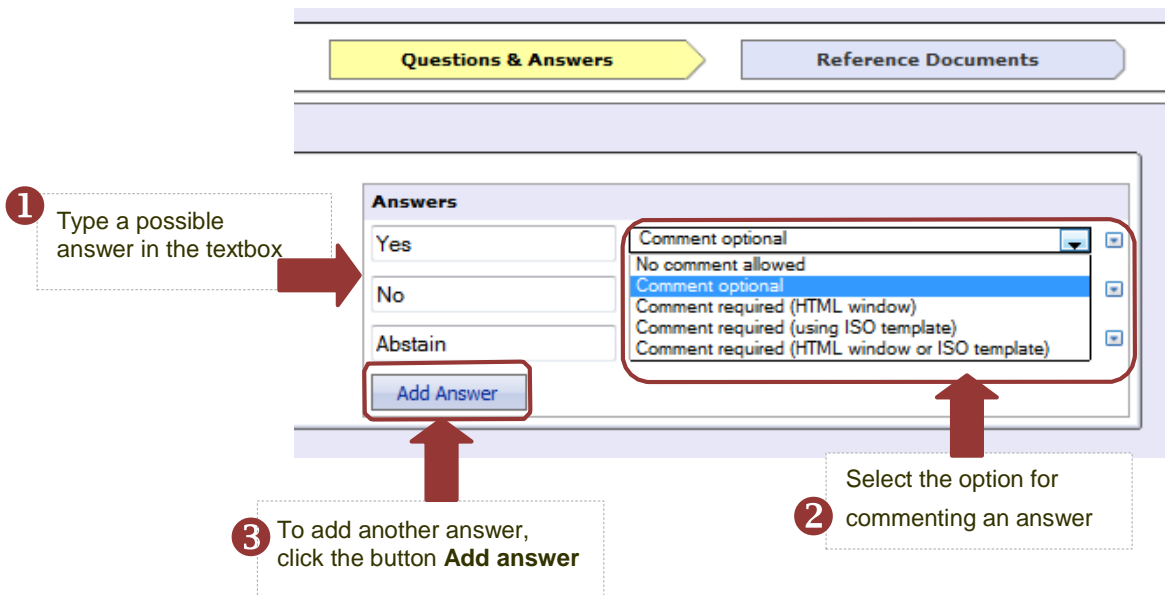 Questions & Answers
Reference Documents
1
Type a possible
answer in the textbox
Answers
Yes
Comment optional
No comment allowed
Comment optional
No
Comment required (HTML window)
Comment required (using ISO template)
Abstain
Comment required (HTML window or ISO template)
Add Answer
Select the option for
2 commenting an answer
3 To add another answer,
click the button Add answer